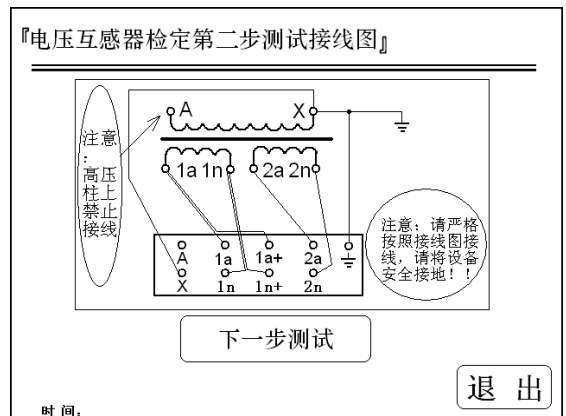 『电压互感器检定第二步测试接线图』
A X
注意
:
高压
柱上
禁止
接线
1a 1n 2a 2n
注意：请严格
按照接线图接
线，请将设备
安全接地！！
A 1a 1a+ 2a
X 1n 1n+ 2n
下一步测试
退 出
时 间: